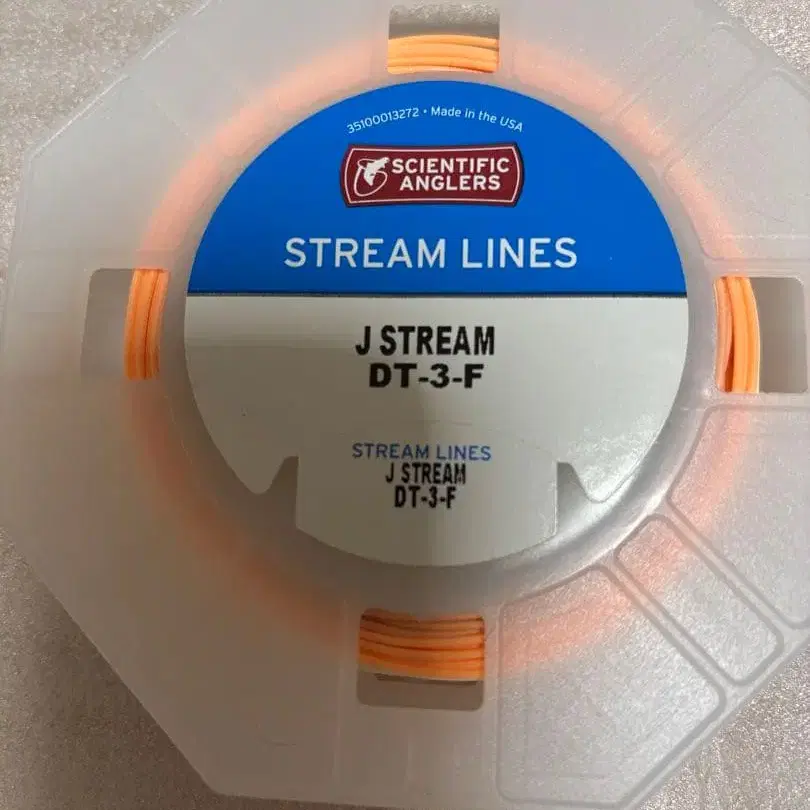 35100013272 • Made in the USA
SCIENTIFIC
ANGLERS
STREAM LINES
J STREAM
DT-3-F
STREAM LINES
J STREAM
DT-3-F